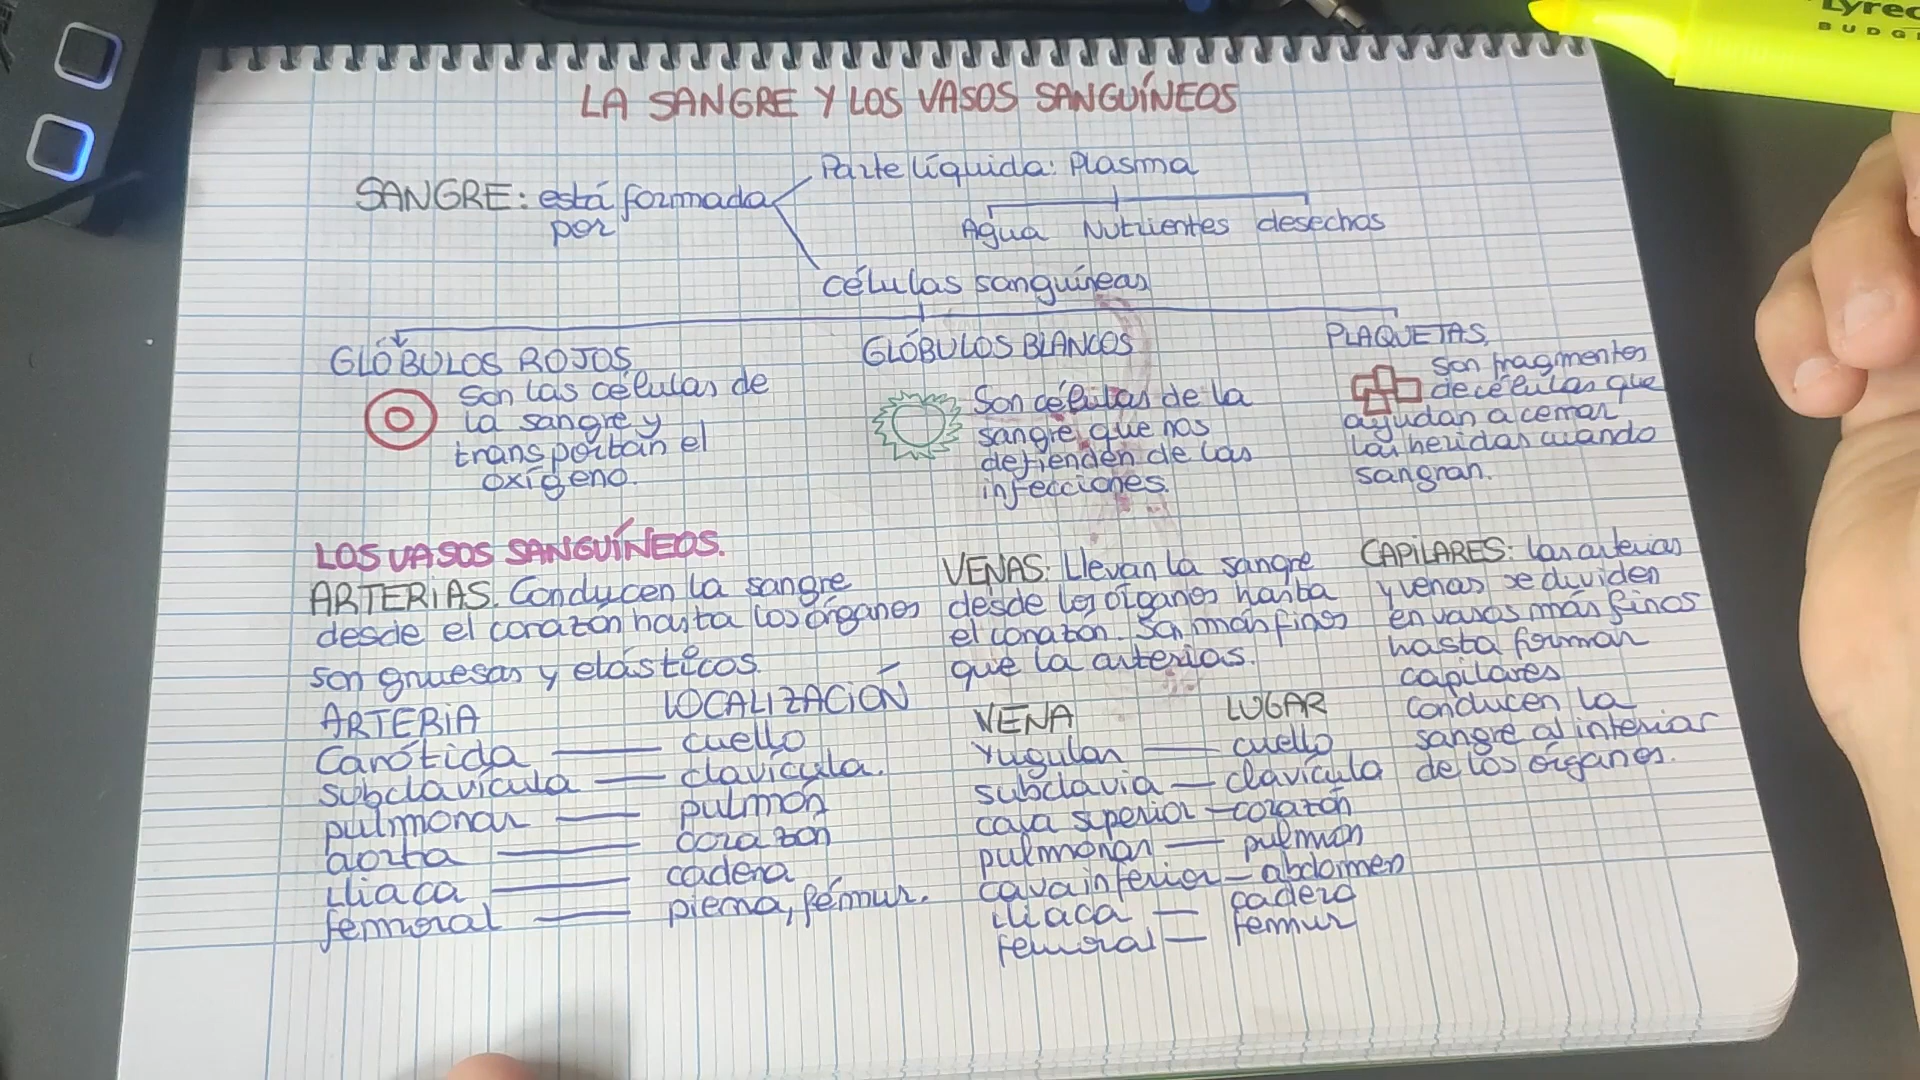 Lyrec
BUDG
LA SANGRE Y LOS VASOS SANGUÍNEOS
Parte líquida: Plasma
SANGRE: está formada
por
Agua Nutrientes desechos
células sanguíneas
GLÓBULOS ROJOS
Son las células de
la sangre y
transportan el
oxígeno.
GLÓBULOS BLANCOS
Son células de la
sangre que nos
defienden de las
infecciones.
PLAQUETAS,
Son fragmentos
de células que
ayudan a cerrar
las heridas cuando
sangran.
LOS VASOS SANGUÍNEOS.
ARTERIAS. Conducen la sangre
desde el corazón hasta los órganos
son gruesas y elásticos.
ARTERIA LOCALIZACIÓN
Carótida — cuello
subclavícula — clavícula.
pulmonar — pulmón
aorta — corazón
iliaca — cadera
femoral — pierna, fémur.
VENAS: Llevan la sangre
desde los órganos hasta
el corazón. Son más finos
que la arterias.
VENA LUGAR
Yugular — cuello
subclavia — clavícula
cava superior — corazón
pulmonar — pulmón
cava inferior — abdomen
iliaca — cadera
femoral — femur
CAPILARES: las arterias
y venas se dividen
en vasos más finos
hasta formar
capilares
conducen la
sangre al interior
de los órganos.